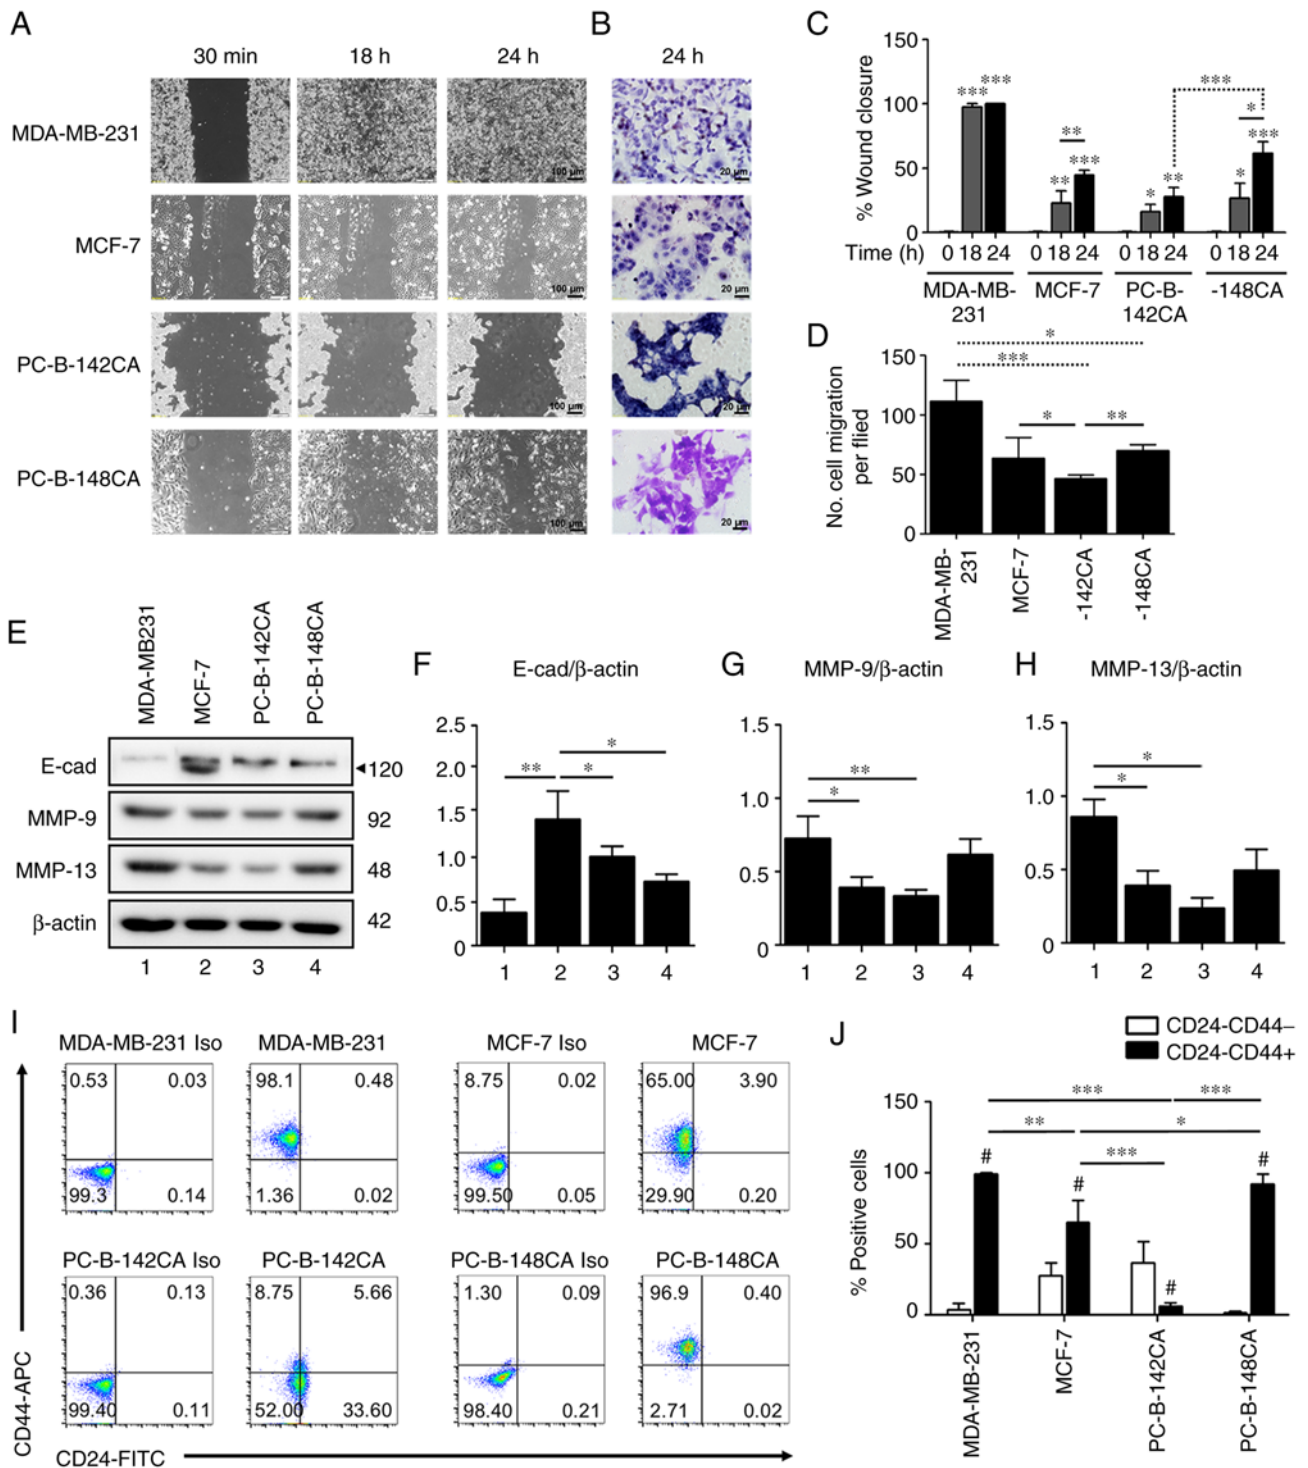 A
30 min
18 h
24 h
MDA-MB-231
100 µm
MCF-7
100 µm
PC-B-142CA
100 µm
PC-B-148CA
100 µm
B
24 h
20 µm
20 µm
20 µm
20 µm
C
% Wound closure
150
100
50
0
*** ***
** *** **
* **
* *** *
***
Time (h) 0 18 24 0 18 24 0 18 24 0 18 24
MDA-MB-231
MCF-7
PC-B-142CA
-148CA
D
No. cell migration per flied
150
100
50
0
*
***
* **
MDA-MB-231
MCF-7
-142CA
-148CA
E
MDA-MB231
MCF-7
PC-B-142CA
PC-B-148CA
E-cad ◄120
MMP-9 92
MMP-13 48
β-actin 42
1 2 3 4
F
E-cad/β-actin
2.5
2.0
1.5
1.0
0.5
0
*
** *
1 2 3 4
G
MMP-9/β-actin
1.5
1.0
0.5
0
**
*
1 2 3 4
H
MMP-13/β-actin
1.5
1.0
0.5
0
*
*
1 2 3 4
I
MDA-MB-231 Iso
0.53 0.03
99.3 0.14
MDA-MB-231
98.1 0.48
1.36 0.02
MCF-7 Iso
8.75 0.02
99.50 0.05
MCF-7
65.00 3.90
29.90 0.20
PC-B-142CA Iso
0.36 0.13
99.40 0.11
PC-B-142CA
8.75 5.66
52.00 33.60
PC-B-148CA Iso
1.30 0.09
98.40 0.21
PC-B-148CA
96.9 0.40
2.71 0.02
CD44-APC
CD24-FITC
J
CD24-CD44–
CD24-CD44+
% Positive cells
150
100
50
0
*** ***
** *
***
# # # #
MDA-MB-231
MCF-7
PC-B-142CA
PC-B-148CA